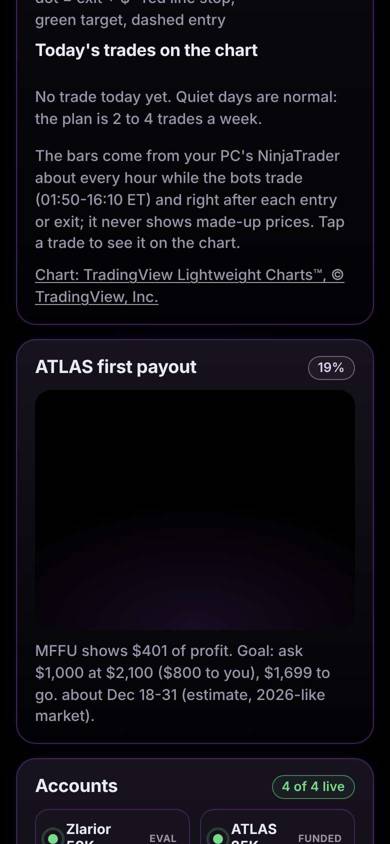 green target, dashed entry
Today's trades on the chart
No trade today yet. Quiet days are normal:
the plan is 2 to 4 trades a week.
The bars come from your PC's NinjaTrader
about every hour while the bots trade
(01:50-16:10 ET) and right after each entry
or exit; it never shows made-up prices. Tap
a trade to see it on the chart.
Chart: TradingView Lightweight Charts™, ©
TradingView, Inc.
ATLAS first payout
19%
MFFU shows $401 of profit. Goal: ask
$1,000 at $2,100 ($800 to you), $1,699 to
go. about Dec 18-31 (estimate, 2026-like
market).
Accounts
4 of 4 live
Zlarior
EVAL
ATLAS
FUNDED